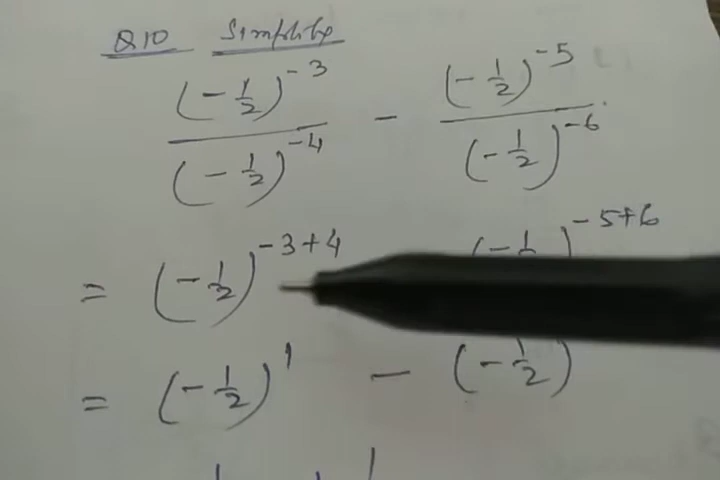 Q10 Simplify
(-1/2)^-3 / (-1/2)^-4 - (-1/2)^-5 / (-1/2)^-6
= (-1/2)^-3+4 (-1/2)^-5+6
= (-1/2)^1 - (-1/2)